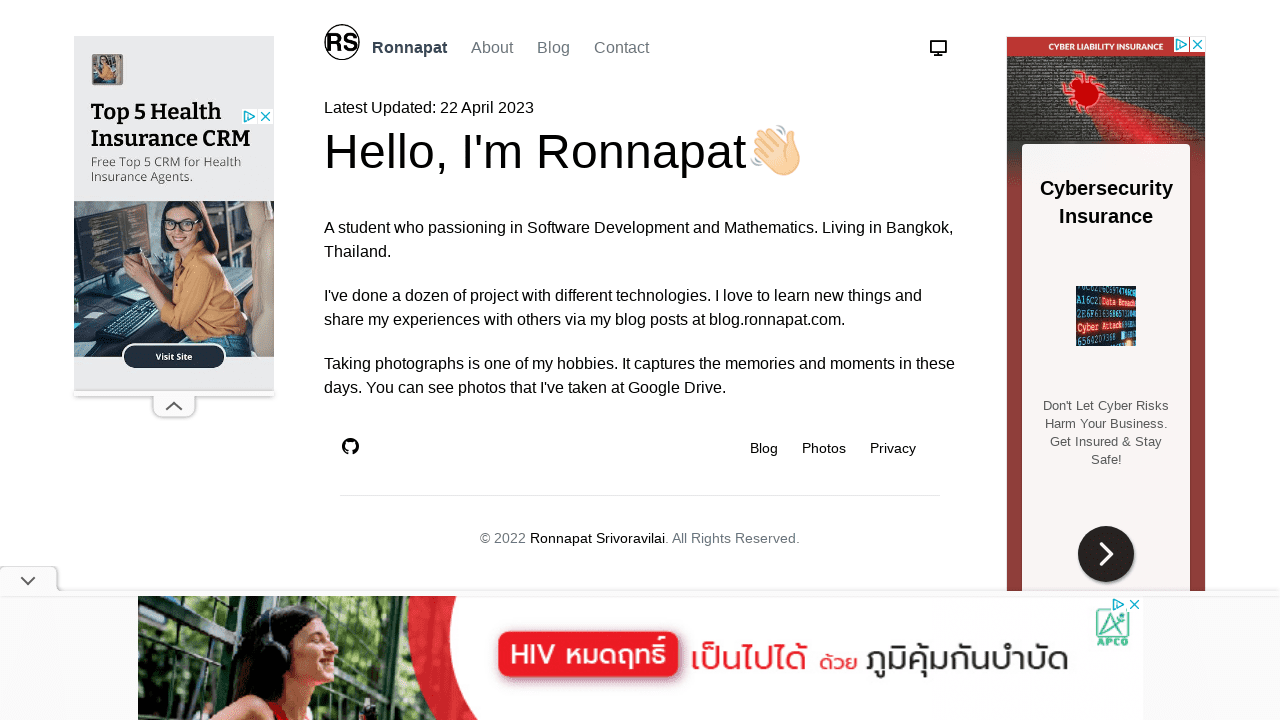 RS
Ronnapat
About
Blog
Contact
Latest Updated: 22 April 2023
Hello, I'm Ronnapat
A student who passioning in Software Development and Mathematics. Living in Bangkok,
Thailand.
I've done a dozen of project with different technologies. I love to learn new things and
share my experiences with others via my blog posts at blog.ronnapat.com.
Taking photographs is one of my hobbies. It captures the memories and moments in these
days. You can see photos that I've taken at Google Drive.
Blog
Photos
Privacy
© 2022 Ronnapat Srivoravilai. All Rights Reserved.
Top 5 Health
Insurance CRM
Free Top 5 CRM for Health
Insurance Agents.
Visit Site
CYBER LIABILITY INSURANCE
Cybersecurity
Insurance
Data Breach
Cyber Attack
Don't Let Cyber Risks
Harm Your Business.
Get Insured & Stay
Safe!
HIV หมดฤทธิ์ เป็นไปได้ ด้วย ภูมิคุ้มกันบำบัด
APCO